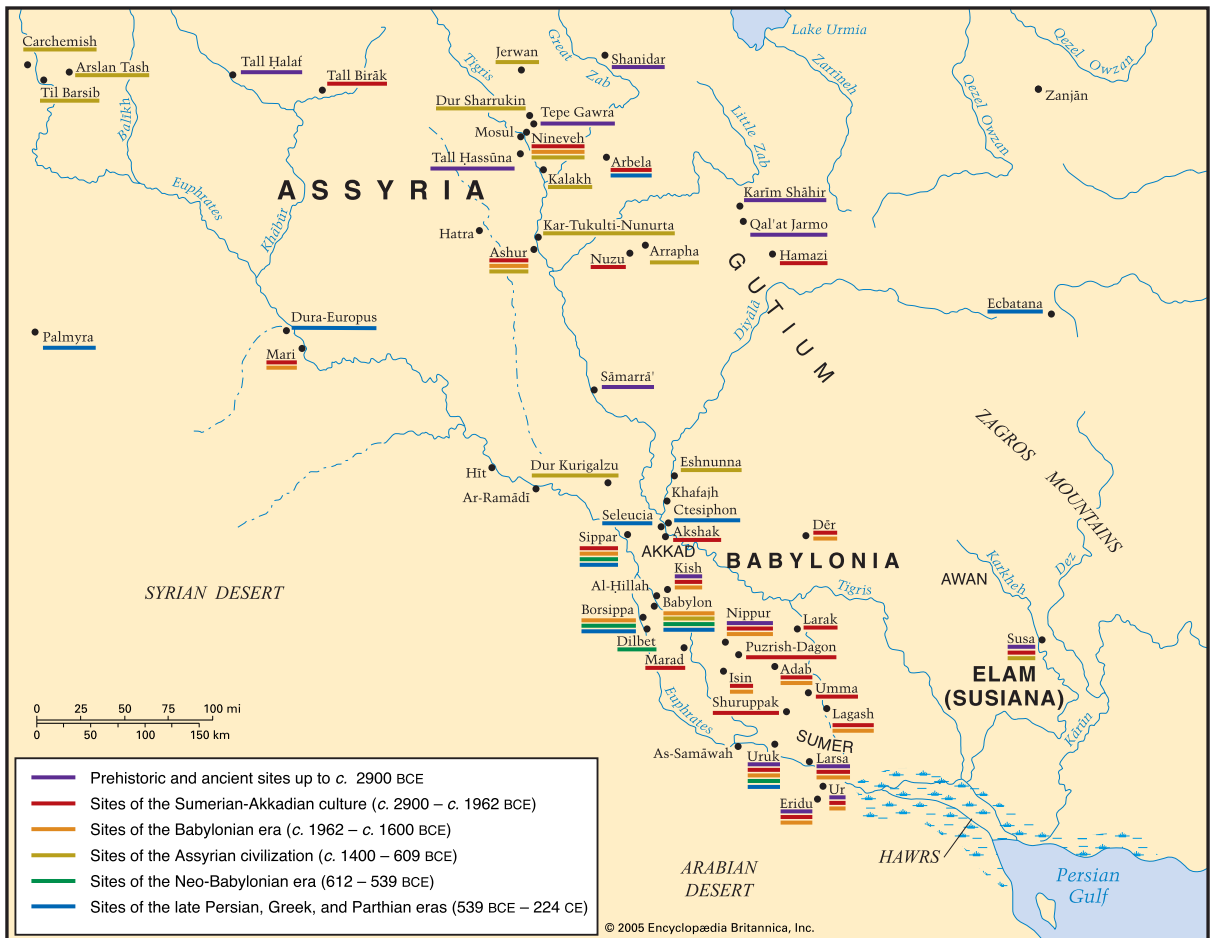 Carchemish
Arslan Tash
Til Barsib
Balikh
Tall Ḥalaf
Tall Birāk
Tigris
Jerwan
Great
Zab
Shanidar
Lake Urmia
Zarrineh
Qezel Owzan
Qezel Owzan
Zanjān
Dur Sharrukin
Tepe Gawra
Mosul
Nineveh
Tall Ḥassūna
Arbela
Kalakh
Little Zab
ASSYRIA
Euphrates
Khābūr
Karīm Shāhir
Qal'at Jarmo
Hamazi
Hatra
Kar-Tukulti-Nunurta
Ashur
Nuzu
Arrapha
GUTIUM
Diyālā
Ecbatana
Palmyra
Dura-Europus
Mari
Sāmarrā'
ZAGROS
MOUNTAINS
Hīt
Dur Kurigalzu
Eshnunna
Ar-Ramādī
Khafajh
Seleucia
Ctesiphon
Sippar
Akshak
Dēr
AKKAD
BABYLONIA
Kish
Al-Ḥillah
Tigris
AWAN
Karkheh
Dez
SYRIAN DESERT
Borsippa
Babylon
Nippur
Larak
Dilbet
Puzrish-Dagon
Marad
Adab
Isin
Susa
ELAM
(SUSIANA)
Umma
Shuruppak
Lagash
Euphrates
Kārūn
SUMER
As-Samāwah
Uruk
Larsa
Ur
Eridu
HAWRS
ARABIAN
DESERT
Persian
Gulf
0 25 50 75 100 mi
0 50 100 150 km
Prehistoric and ancient sites up to c. 2900 BCE
Sites of the Sumerian-Akkadian culture (c. 2900 – c. 1962 BCE)
Sites of the Babylonian era (c. 1962 – c. 1600 BCE)
Sites of the Assyrian civilization (c. 1400 – 609 BCE)
Sites of the Neo-Babylonian era (612 – 539 BCE)
Sites of the late Persian, Greek, and Parthian eras (539 BCE – 224 CE)
© 2005 Encyclopædia Britannica, Inc.